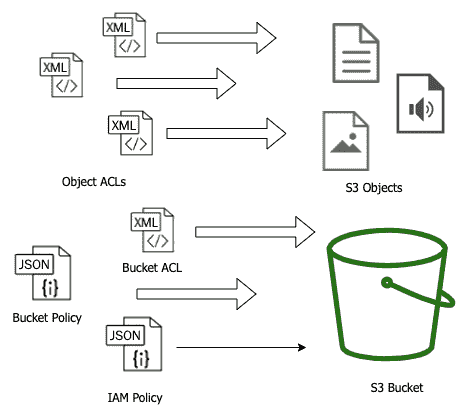 XML
</>
XML
</>
XML
</>
Object ACLs
S3 Objects
XML
</>
Bucket ACL
JSON
{i}
Bucket Policy
JSON
{i}
IAM Policy
S3 Bucket